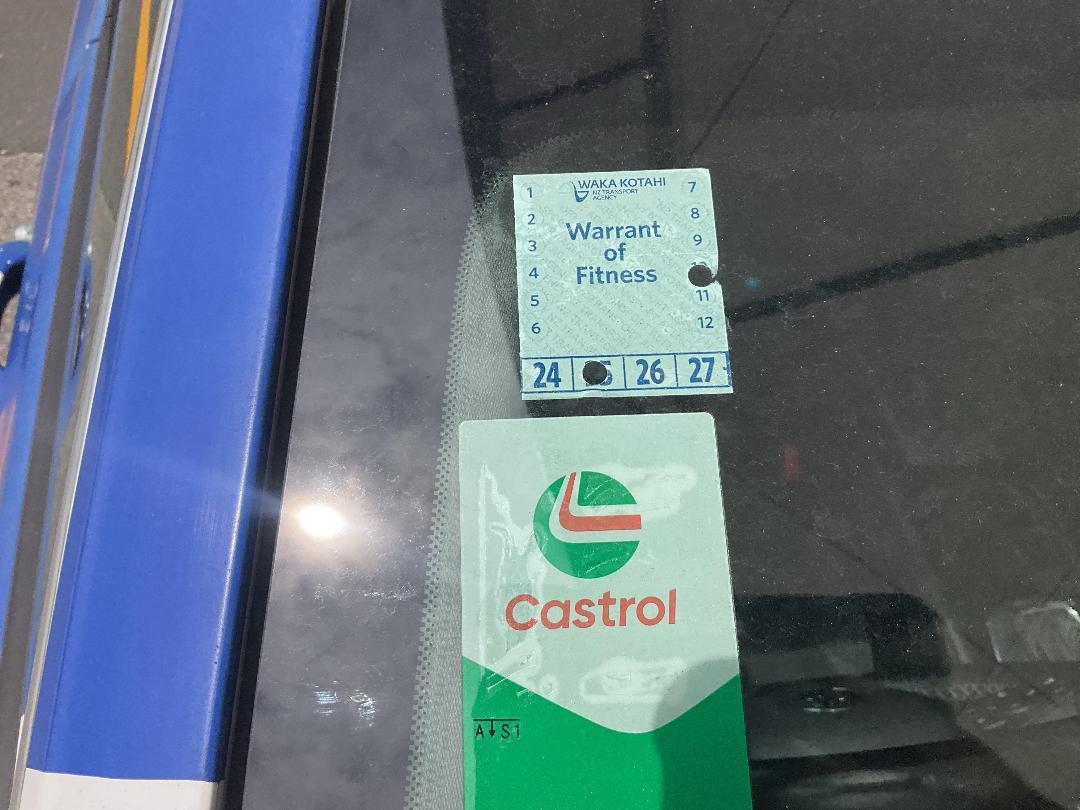 WAKA KOTAHI
NZ TRANSPORT
AGENCY
Warrant
of
Fitness
1
2
3
4
5
6
7
8
9
11
12
24 26 27
Castrol
A↓S1